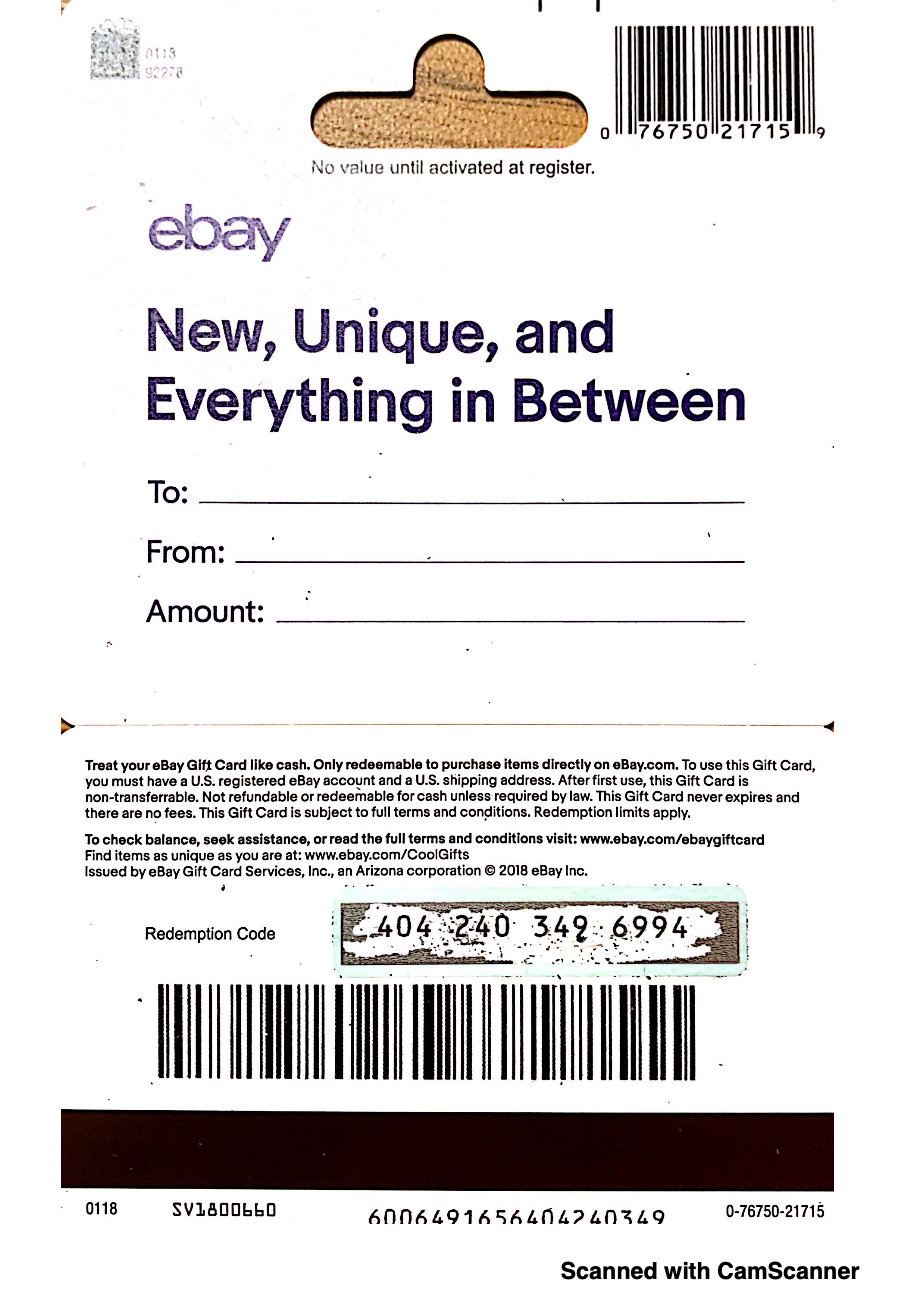 0118
92278
0 76750 21715 9
No value until activated at register.
ebay
New, Unique, and
Everything in Between
To:
From:
Amount:
Treat your eBay Gift Card like cash. Only redeemable to purchase items directly on eBay.com. To use this Gift Card,
you must have a U.S. registered eBay account and a U.S. shipping address. After first use, this Gift Card is
non-transferrable. Not refundable or redeemable for cash unless required by law. This Gift Card never expires and
there are no fees. This Gift Card is subject to full terms and conditions. Redemption limits apply.
To check balance, seek assistance, or read the full terms and conditions visit: www.ebay.com/ebaygiftcard
Find items as unique as you are at: www.ebay.com/CoolGifts
Issued by eBay Gift Card Services, Inc., an Arizona corporation © 2018 eBay Inc.
Redemption Code 404 240 349 6994
0118 SV1800660 6006491656404240349 0-76750-21715
Scanned with CamScanner